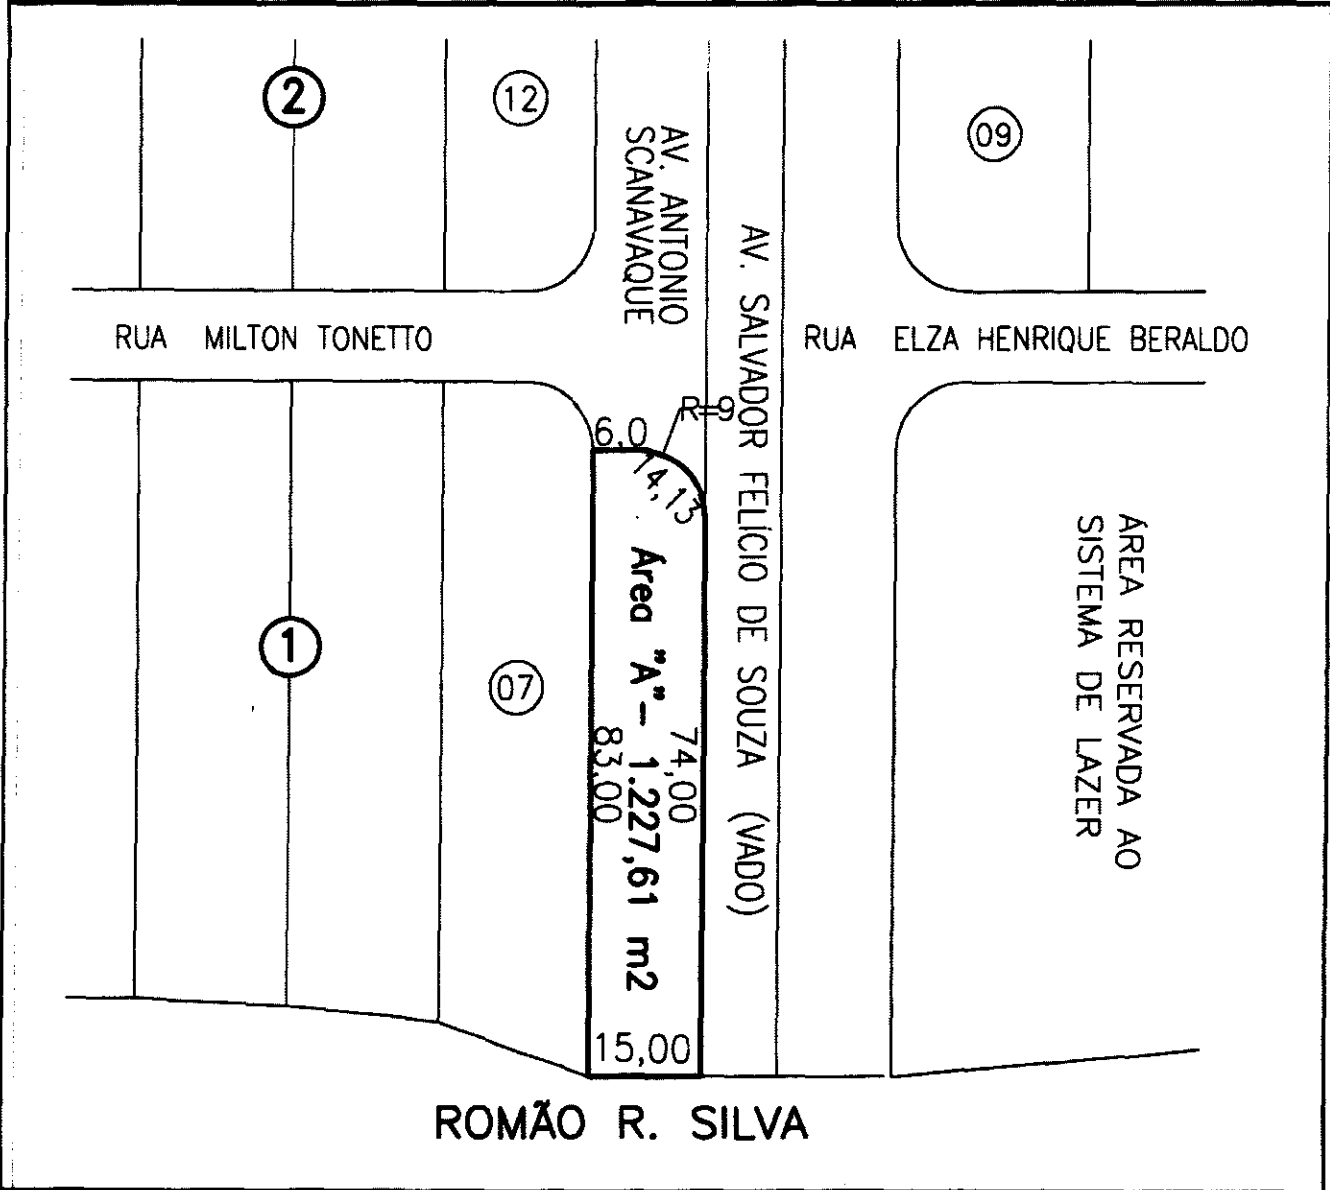 2
12
09
AV. ANTONIO
SCANAVAQUE
AV. SALVADOR FELÍCIO DE SOUZA (VADO)
RUA MILTON TONETTO
RUA ELZA HENRIQUE BERALDO
R=9
6,0
14,13
ÁREA RESERVADA AO
SISTEMA DE LAZER
1
07
Área "A"- 1.227,61 m2
74,00
83,00
15,00
ROMÃO R. SILVA